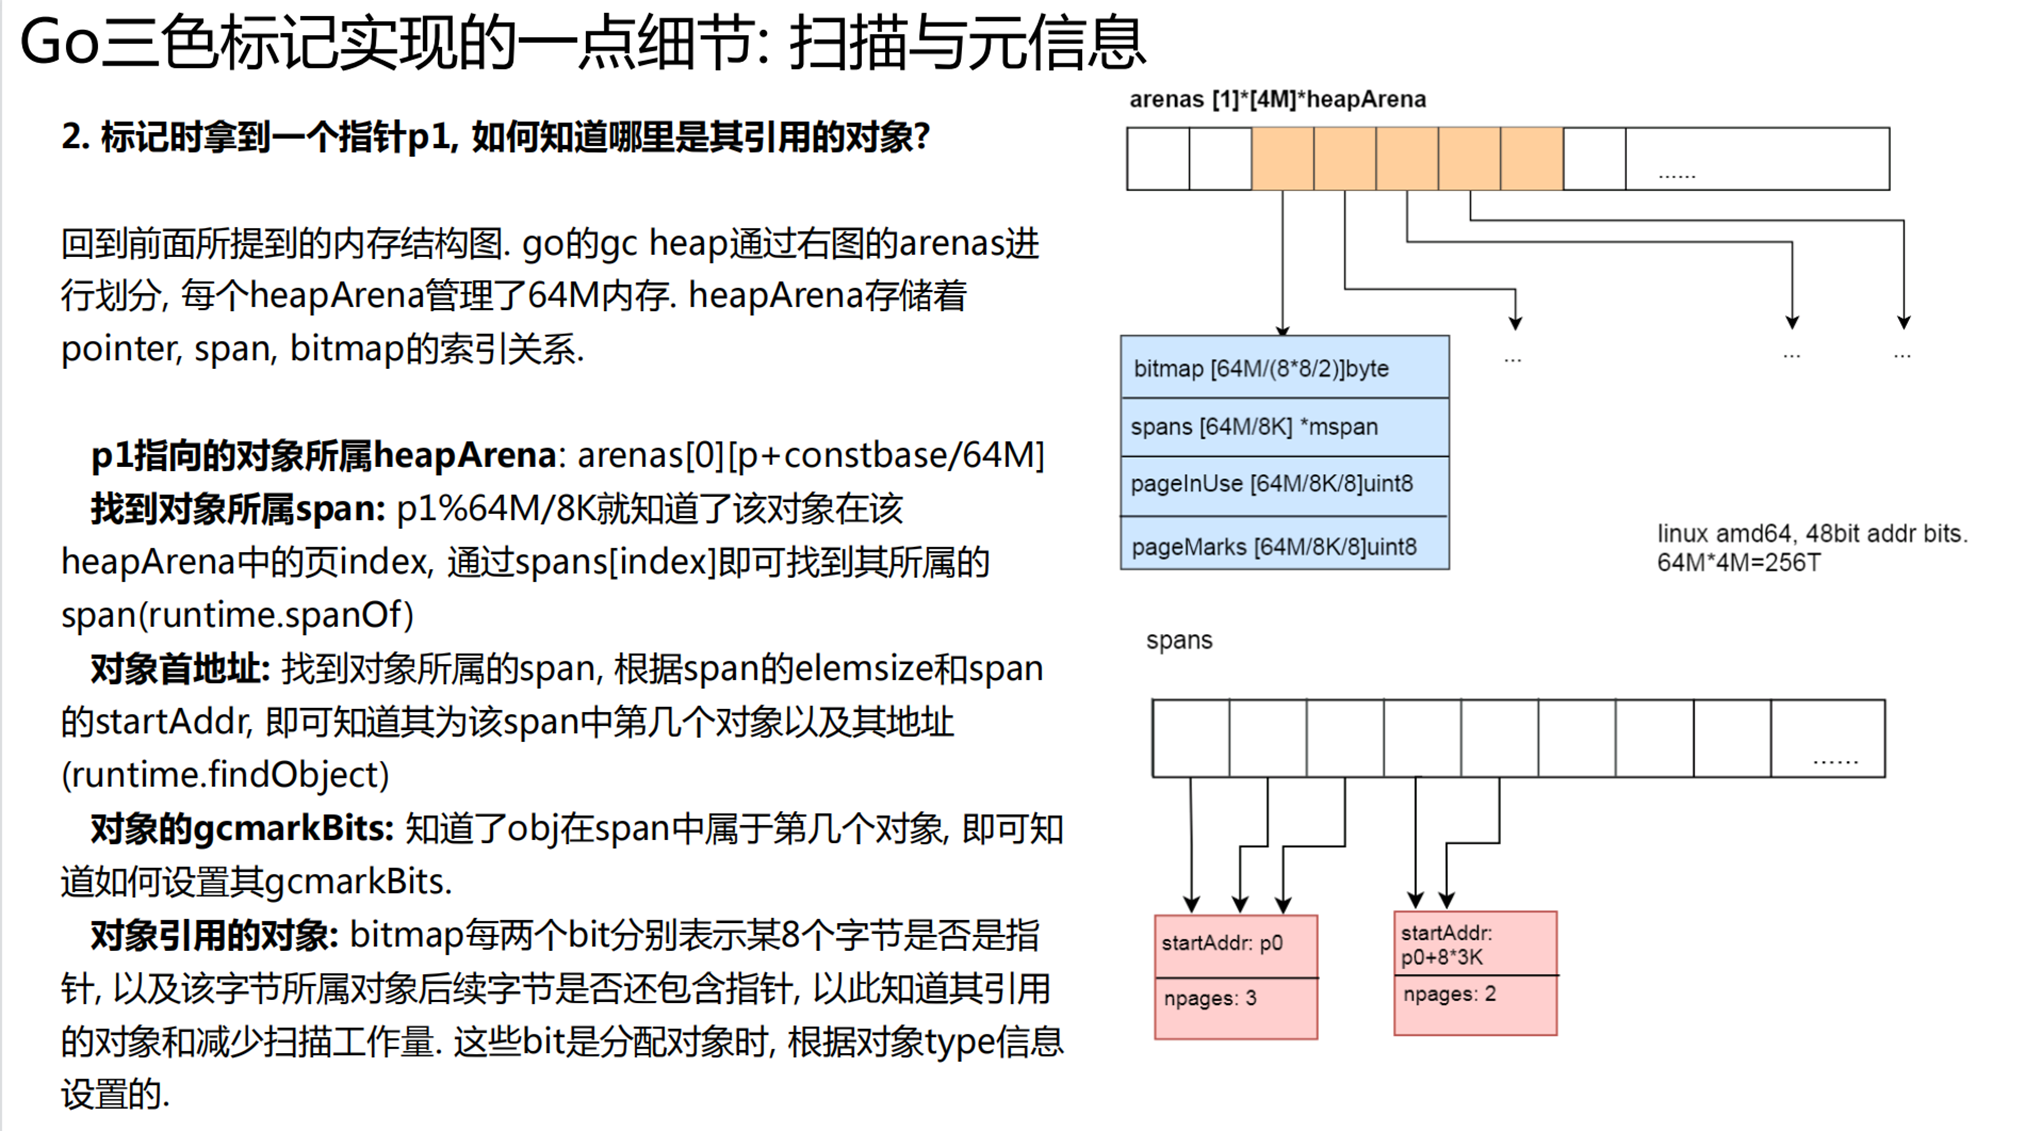 Go三色标记实现的一点细节: 扫描与元信息
2. 标记时拿到一个指针p1, 如何知道哪里是其引用的对象?
回到前面所提到的内存结构图. go的gc heap通过右图的arenas进
行划分, 每个heapArena管理了64M内存. heapArena存储着
pointer, span, bitmap的索引关系.
p1指向的对象所属heapArena: arenas[0][p+constbase/64M]
找到对象所属span: p1%64M/8K就知道了该对象在该
heapArena中的页index, 通过spans[index]即可找到其所属的
span(runtime.spanOf)
对象首地址: 找到对象所属的span, 根据span的elemsize和span
的startAddr, 即可知道其为该span中第几个对象以及其地址
(runtime.findObject)
对象的gcmarkBits: 知道了obj在span中属于第几个对象, 即可知
道如何设置其gcmarkBits.
对象引用的对象: bitmap每两个bit分别表示某8个字节是否是指
针, 以及该字节所属对象后续字节是否还包含指针, 以此知道其引用
的对象和减少扫描工作量. 这些bit是分配对象时, 根据对象type信息
设置的.
arenas [1]*[4M]*heapArena
......
bitmap [64M/(8*8/2)]byte
spans [64M/8K] *mspan
pageInUse [64M/8K/8]uint8
pageMarks [64M/8K/8]uint8
...
...
...
linux amd64, 48bit addr bits.
64M*4M=256T
spans
......
startAddr: p0
npages: 3
startAddr:
p0+8*3K
npages: 2